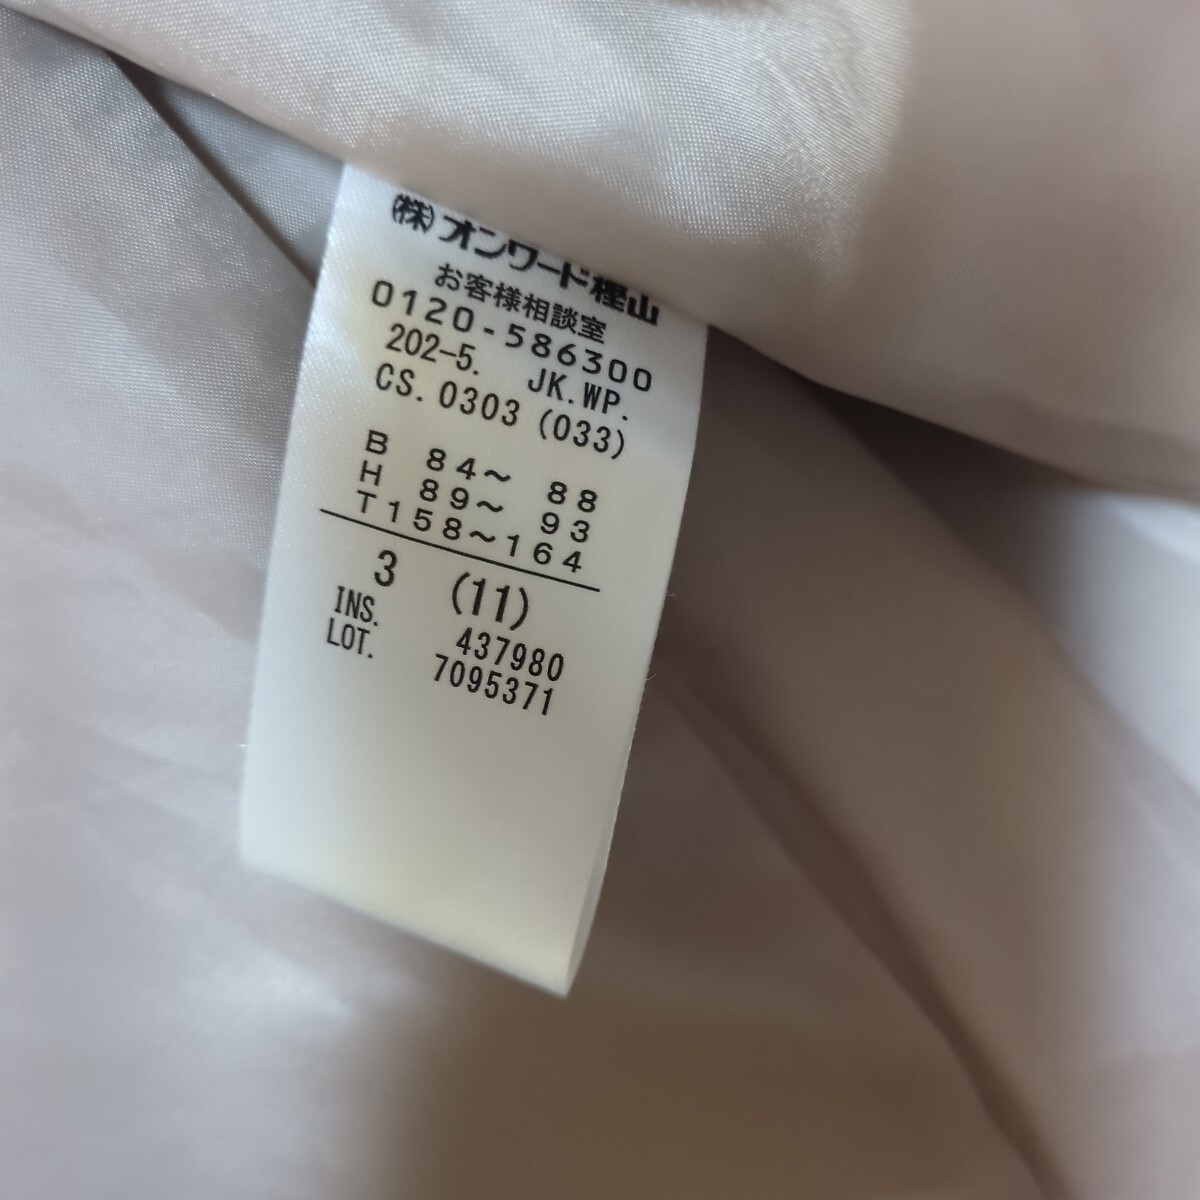 ㈱オンワード樫山
お客様相談室
0120-586300
202-5. JK.WP.
CS.0303 (033)
B 84～ 88
H 89～ 93
T158～164
3 (11)
INS. 437980
LOT. 7095371